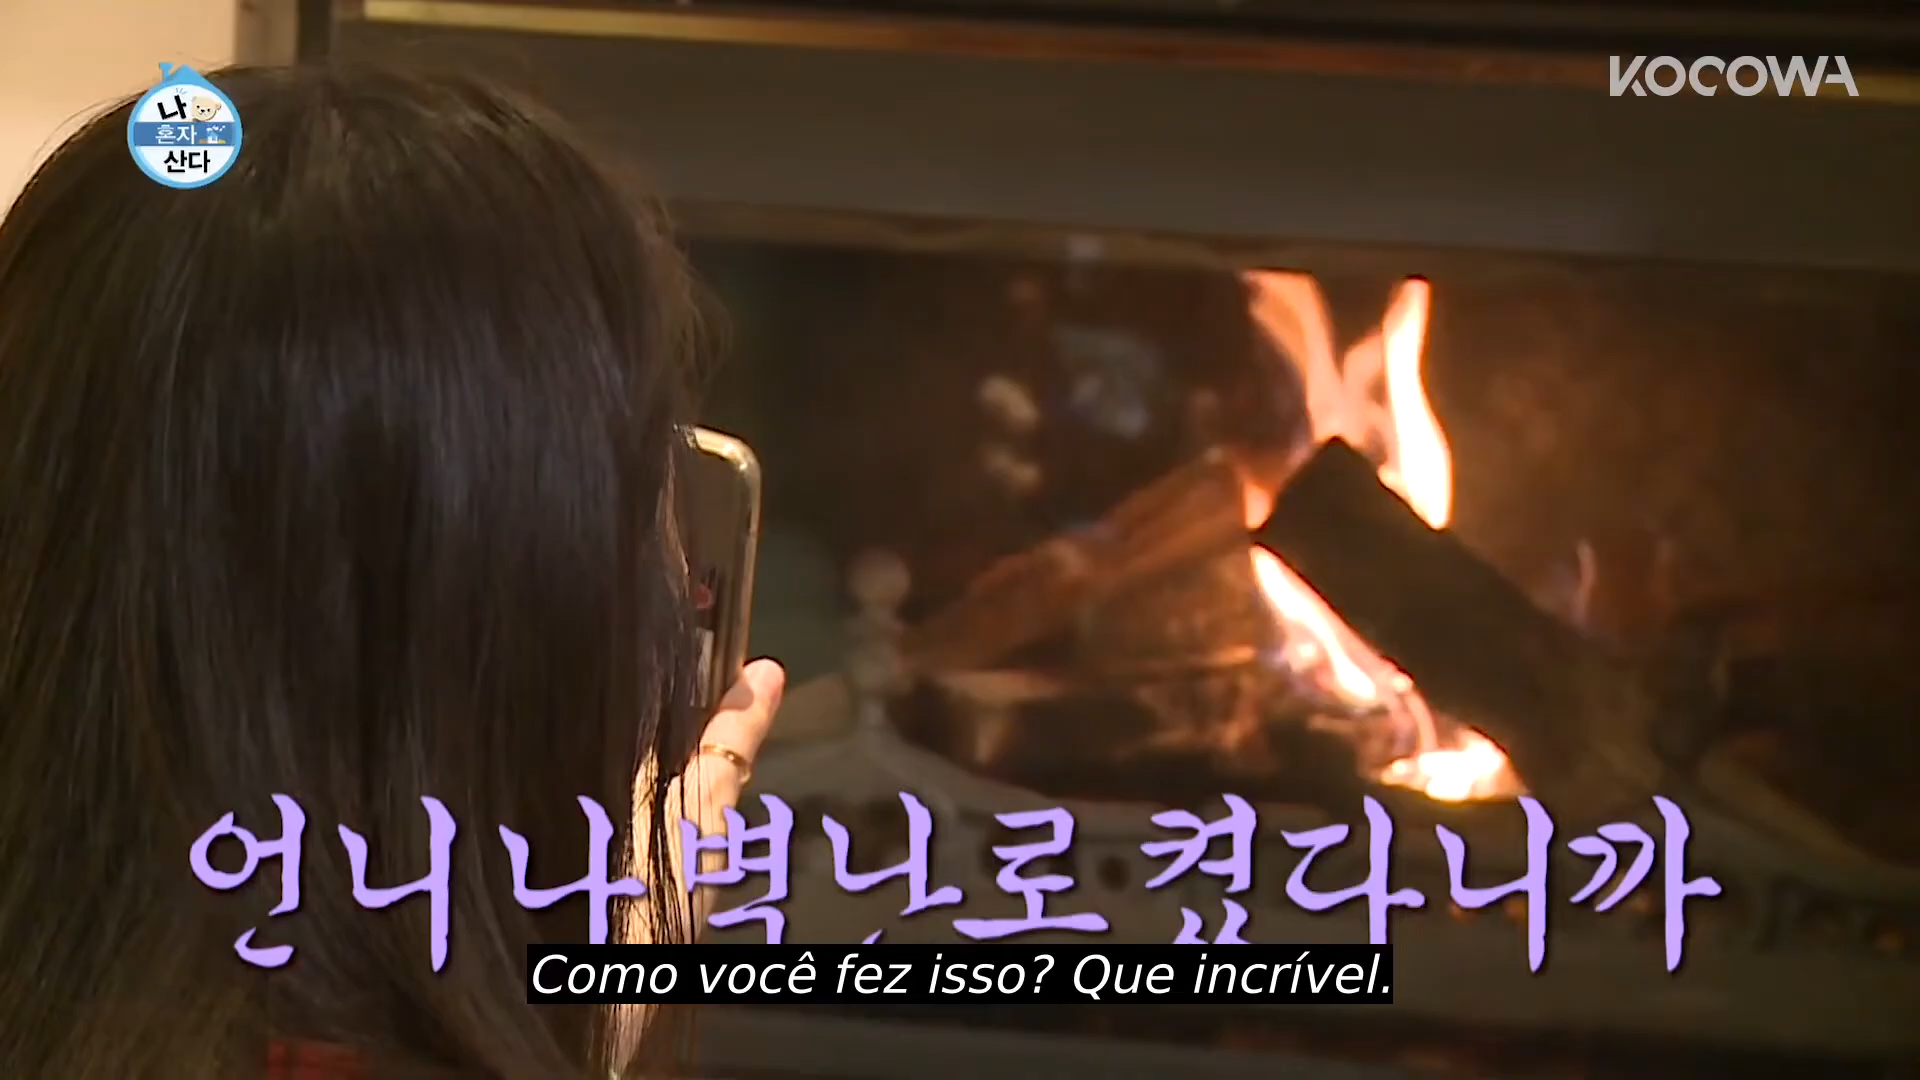 나
혼자
산다
KOCOWA
언니 나 벽난로 켰다니까
Como você fez isso? Que incrível.